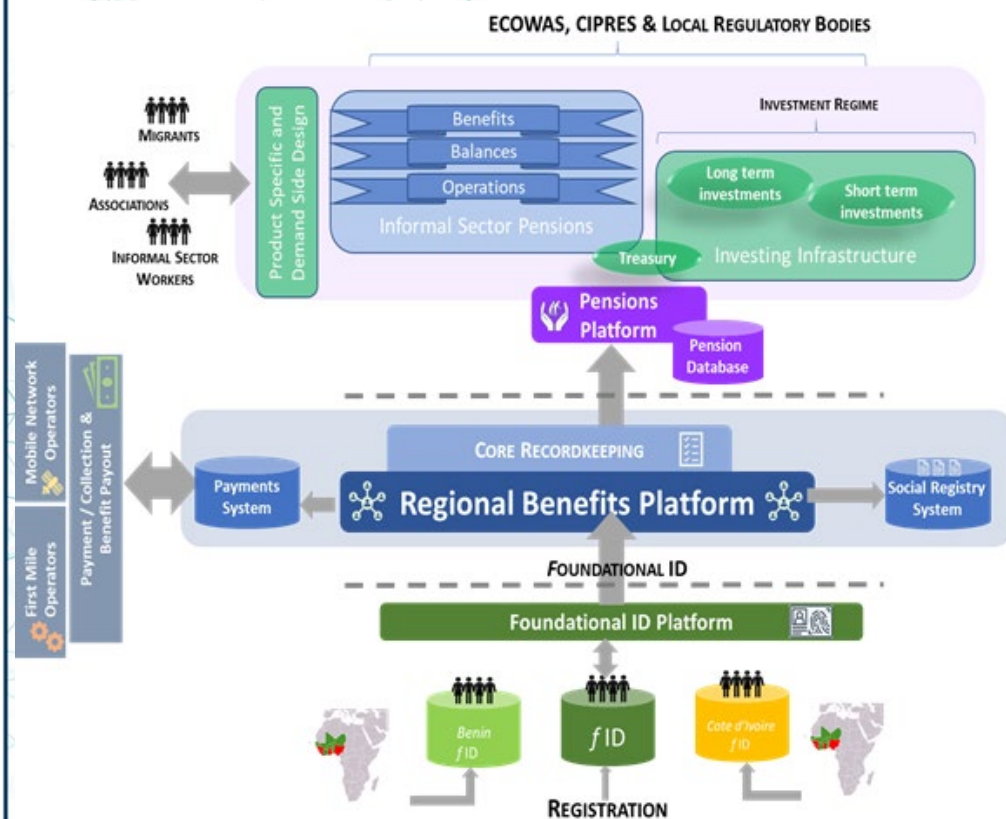 ECOWAS, CIPRES & LOCAL REGULATORY BODIES
INVESTMENT REGIME
MIGRANTS
ASSOCIATIONS
INFORMAL SECTOR
WORKERS
Product Specific and
Demand Side Design
Benefits
Balances
Operations
Informal Sector Pensions
Long term
investments
Short term
investments
Treasury
Investing Infrastructure
Pensions
Platform
Pension
Database
Mobile Network
Operators
First Mile
Operators
Payment / Collection &
Benefit Payout
CORE RECORDKEEPING
Payments
System
Regional Benefits Platform
Social Registry
System
FOUNDATIONAL ID
Foundational ID Platform
Benin
f ID
f ID
Cote d'Ivoire
f ID
REGISTRATION